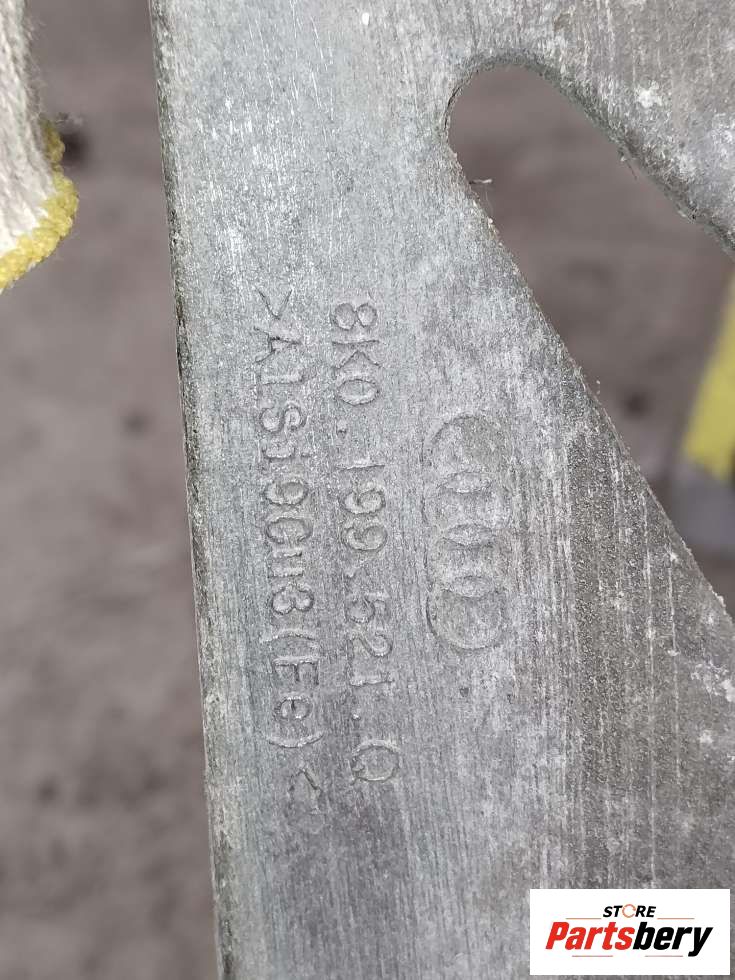 8K0.199.521.Q
>AlSi9Cu3(Fe)<
STORE
Partsbery